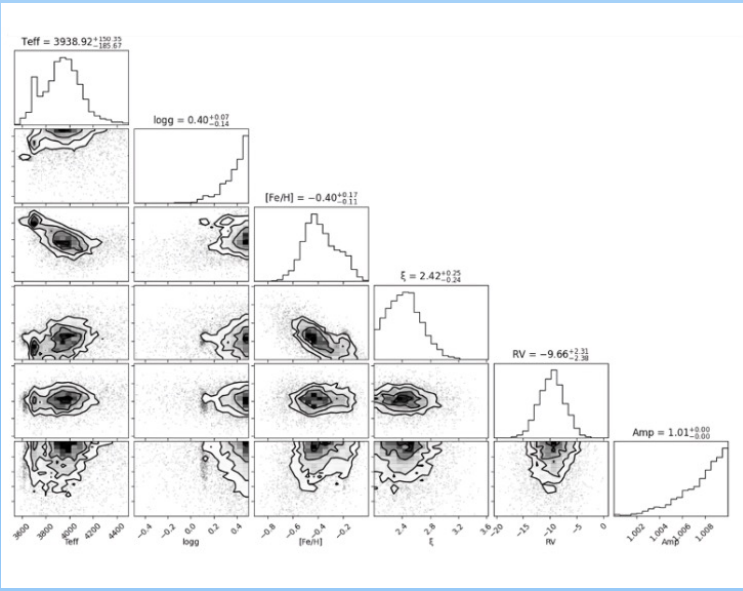 Teff = 3938.92+150.35 −185.67
logg = 0.40+0.07 −0.14
[Fe/H] = −0.40+0.17 −0.11
ξ = 2.42+0.25 −0.24
RV = −9.66+2.31 −2.38
Amp = 1.01+0.00 −0.00
3600 3800 4000 4200 4400
−0.4 −0.2 0.0 0.2 0.4
−0.8 −0.6 −0.4 −0.2
2.4 2.8 3.2 3.6
−20 −15 −10 −5 0
1.002 1.004 1.006 1.008
Teff
logg
[Fe/H]
ξ
RV
Amp